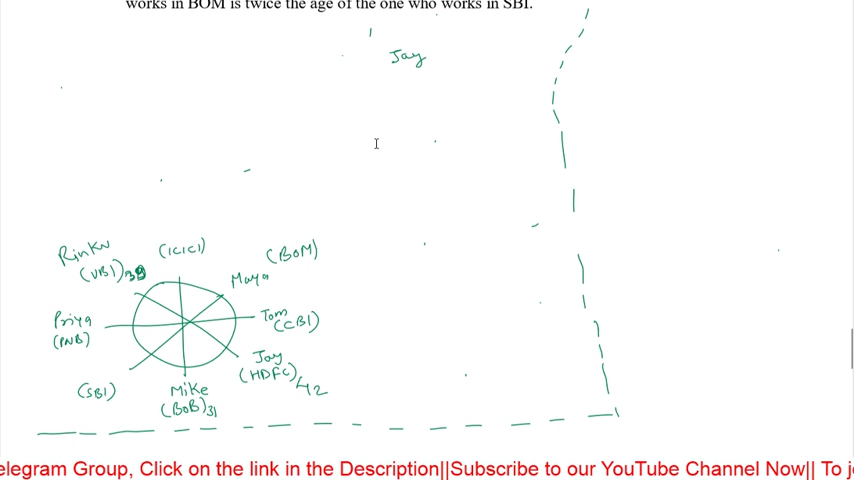 works in BOM is twice the age of the one who works in SBI.
Jay
Rinku
(UBI) 39
(ICICI)
(BOM)
Maya
Priya
(PNB)
Tom
(CBI)
Jay
(HDFC) 42
(SBI)
Mike
(BOB) 31
elegram Group, Click on the link in the Description||Subscribe to our YouTube Channel Now|| To jo